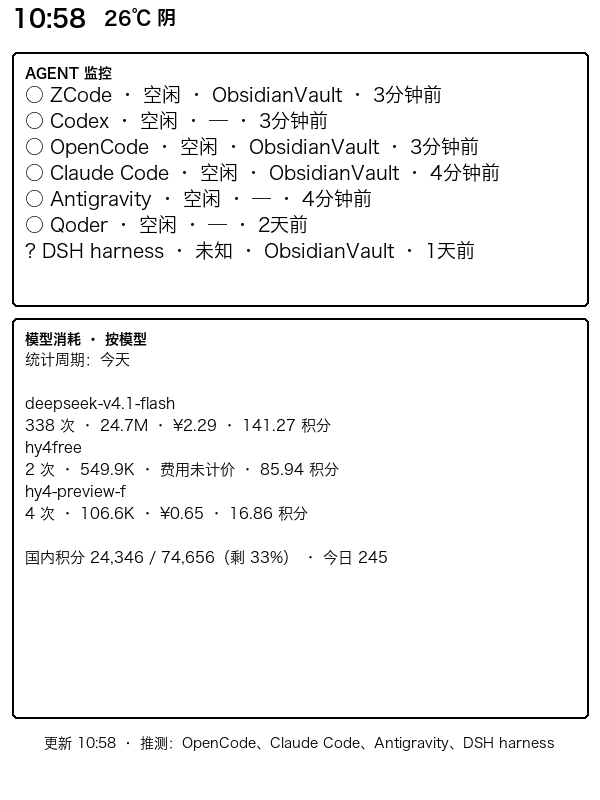 10:58 26℃ 阴
AGENT 监控
○ ZCode · 空闲 · ObsidianVault · 3分钟前
○ Codex · 空闲 · — · 3分钟前
○ OpenCode · 空闲 · ObsidianVault · 3分钟前
○ Claude Code · 空闲 · ObsidianVault · 4分钟前
○ Antigravity · 空闲 · — · 4分钟前
○ Qoder · 空闲 · — · 2天前
? DSH harness · 未知 · ObsidianVault · 1天前
模型消耗 · 按模型
统计周期: 今天
deepseek-v4.1-flash
338 次 · 24.7M · ¥2.29 · 141.27 积分
hy4free
2 次 · 549.9K · 费用未计价 · 85.94 积分
hy4-preview-f
4 次 · 106.6K · ¥0.65 · 16.86 积分
国内积分 24,346 / 74,656（剩 33%） · 今日 245
更新 10:58 · 推测: OpenCode、Claude Code、Antigravity、DSH harness